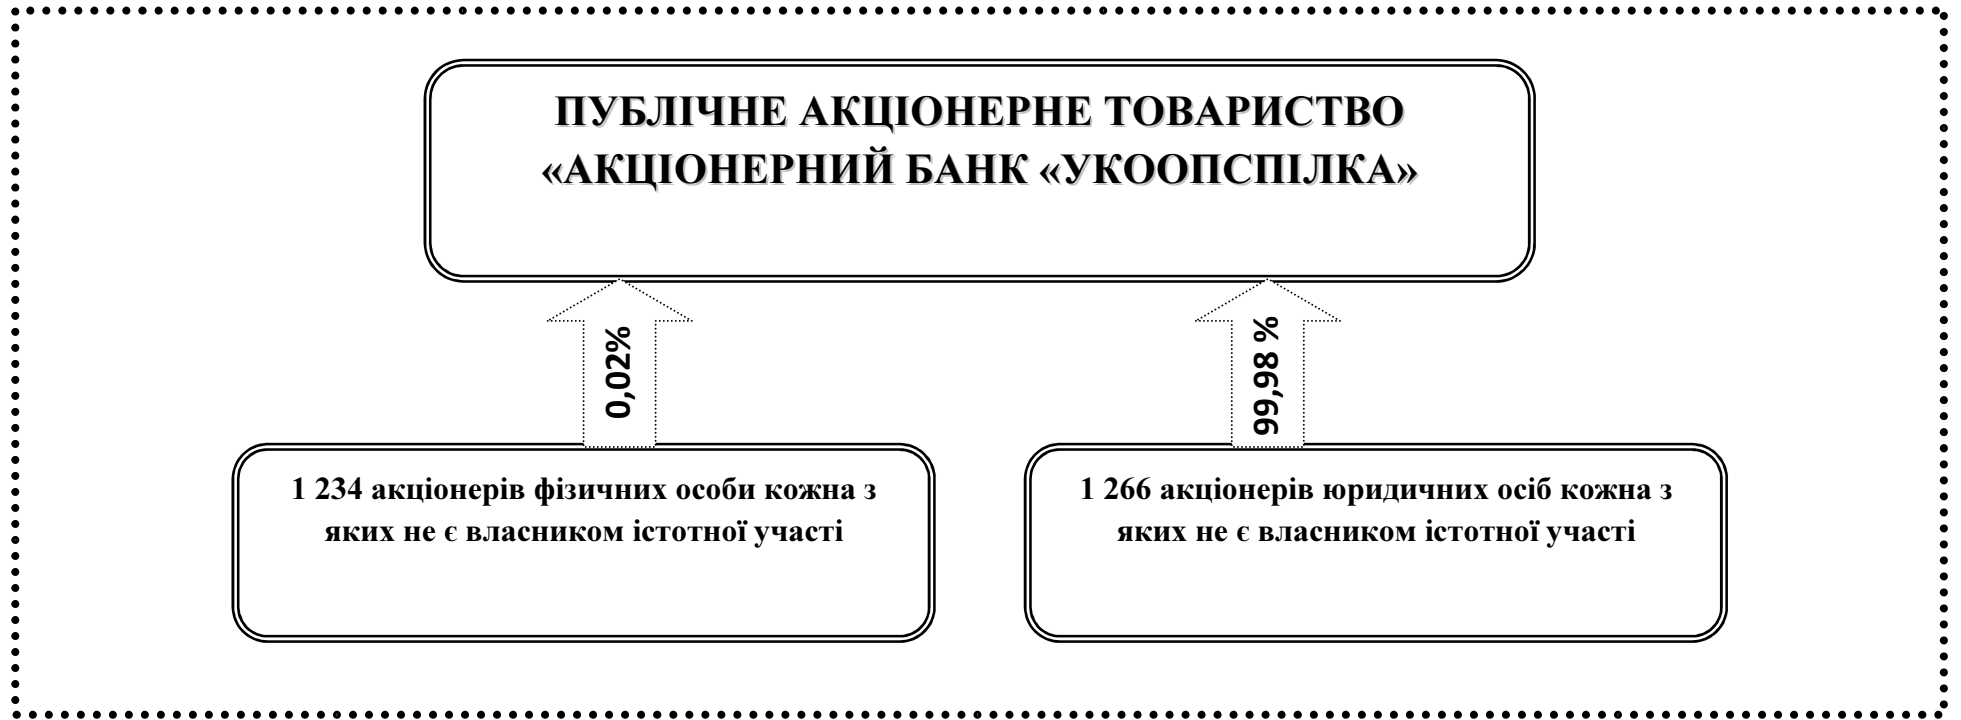 ПУБЛІЧНЕ АКЦІОНЕРНЕ ТОВАРИСТВО
«АКЦІОНЕРНИЙ БАНК «УКООПСПІЛКА»
0,02%
99,98 %
1 234 акціонерів фізичних особи кожна з
яких не є власником істотної участі
1 266 акціонерів юридичних осіб кожна з
яких не є власником істотної участі